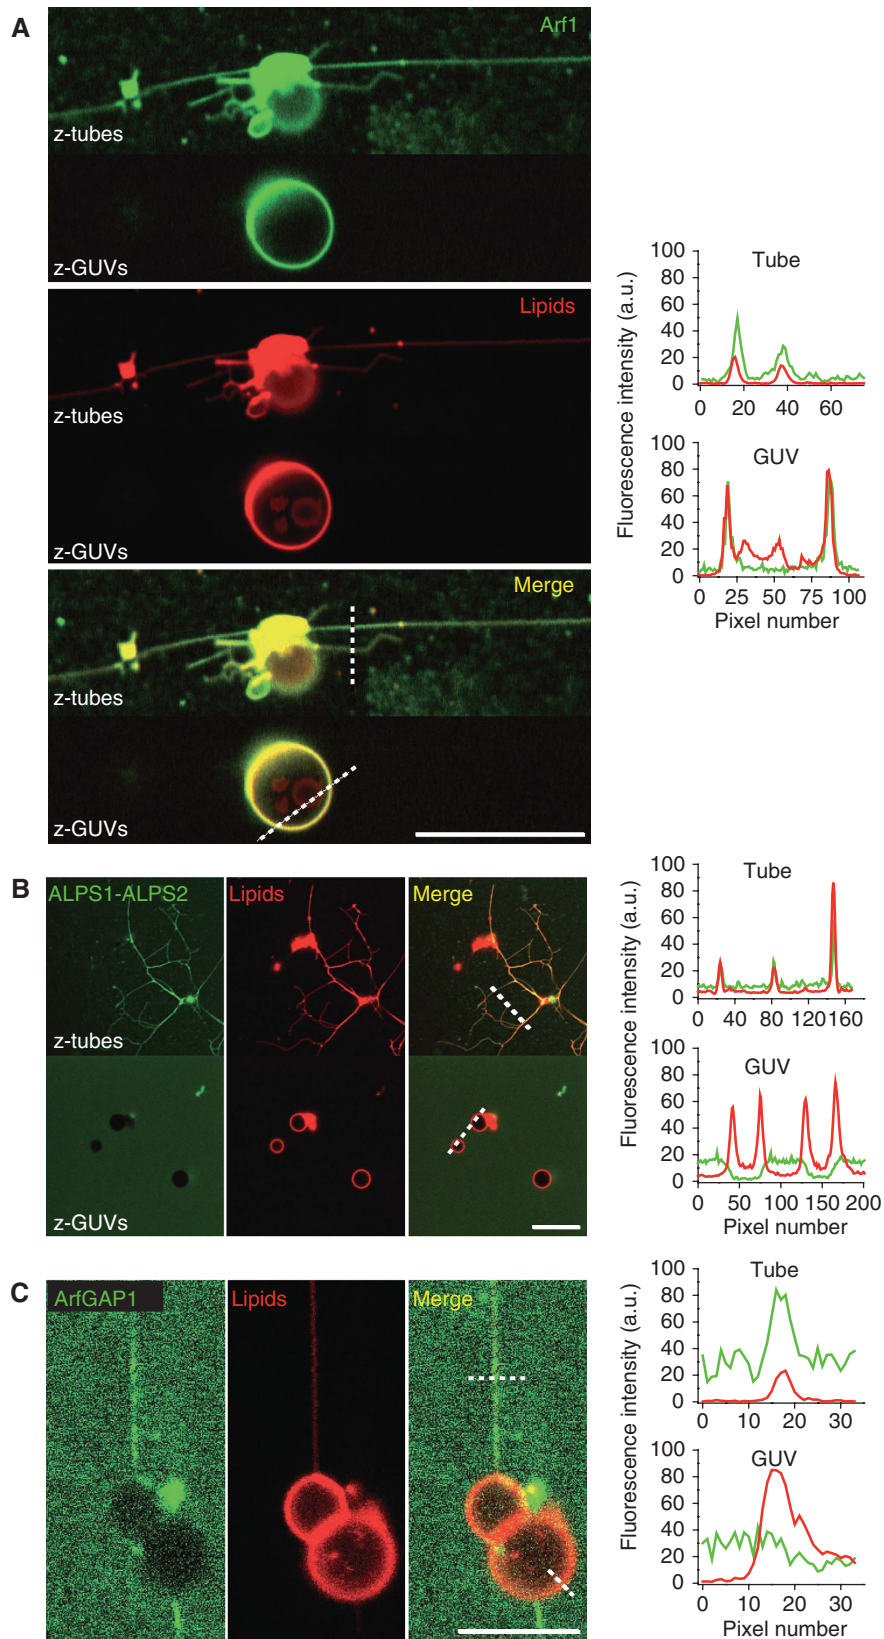 A
Arf1
z-tubes
z-GUVs
Lipids
z-tubes
z-GUVs
Merge
z-tubes
z-GUVs
Fluorescence intensity (a.u.)
Tube
100
80
60
40
20
0
0 20 40 60
GUV
100
80
60
40
20
0
0 25 50 75 100
Pixel number
B
ALPS1-ALPS2
Lipids
Merge
z-tubes
z-GUVs
Fluorescence intensity (a.u.)
Tube
100
80
60
40
20
0
0 40 80 120 160
GUV
100
80
60
40
20
0
0 50 100 150 200
Pixel number
C
ArfGAP1
Lipids
Merge
Fluorescence intensity (a.u.)
Tube
100
80
60
40
20
0
0 10 20 30
GUV
100
80
60
40
20
0
0 10 20 30
Pixel number